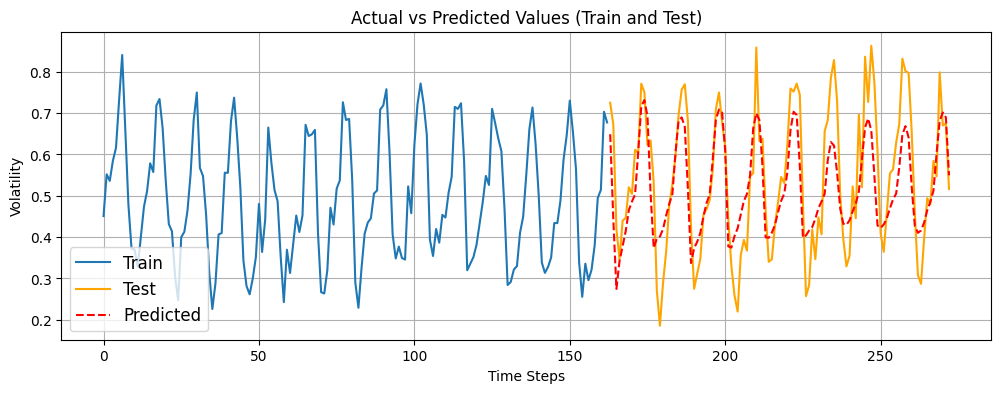 Actual vs Predicted Values (Train and Test)
Volatility
0.8
0.7
0.6
0.5
0.4
0.3
0.2
Train
Test
Predicted
0 50 100 150 200 250
Time Steps